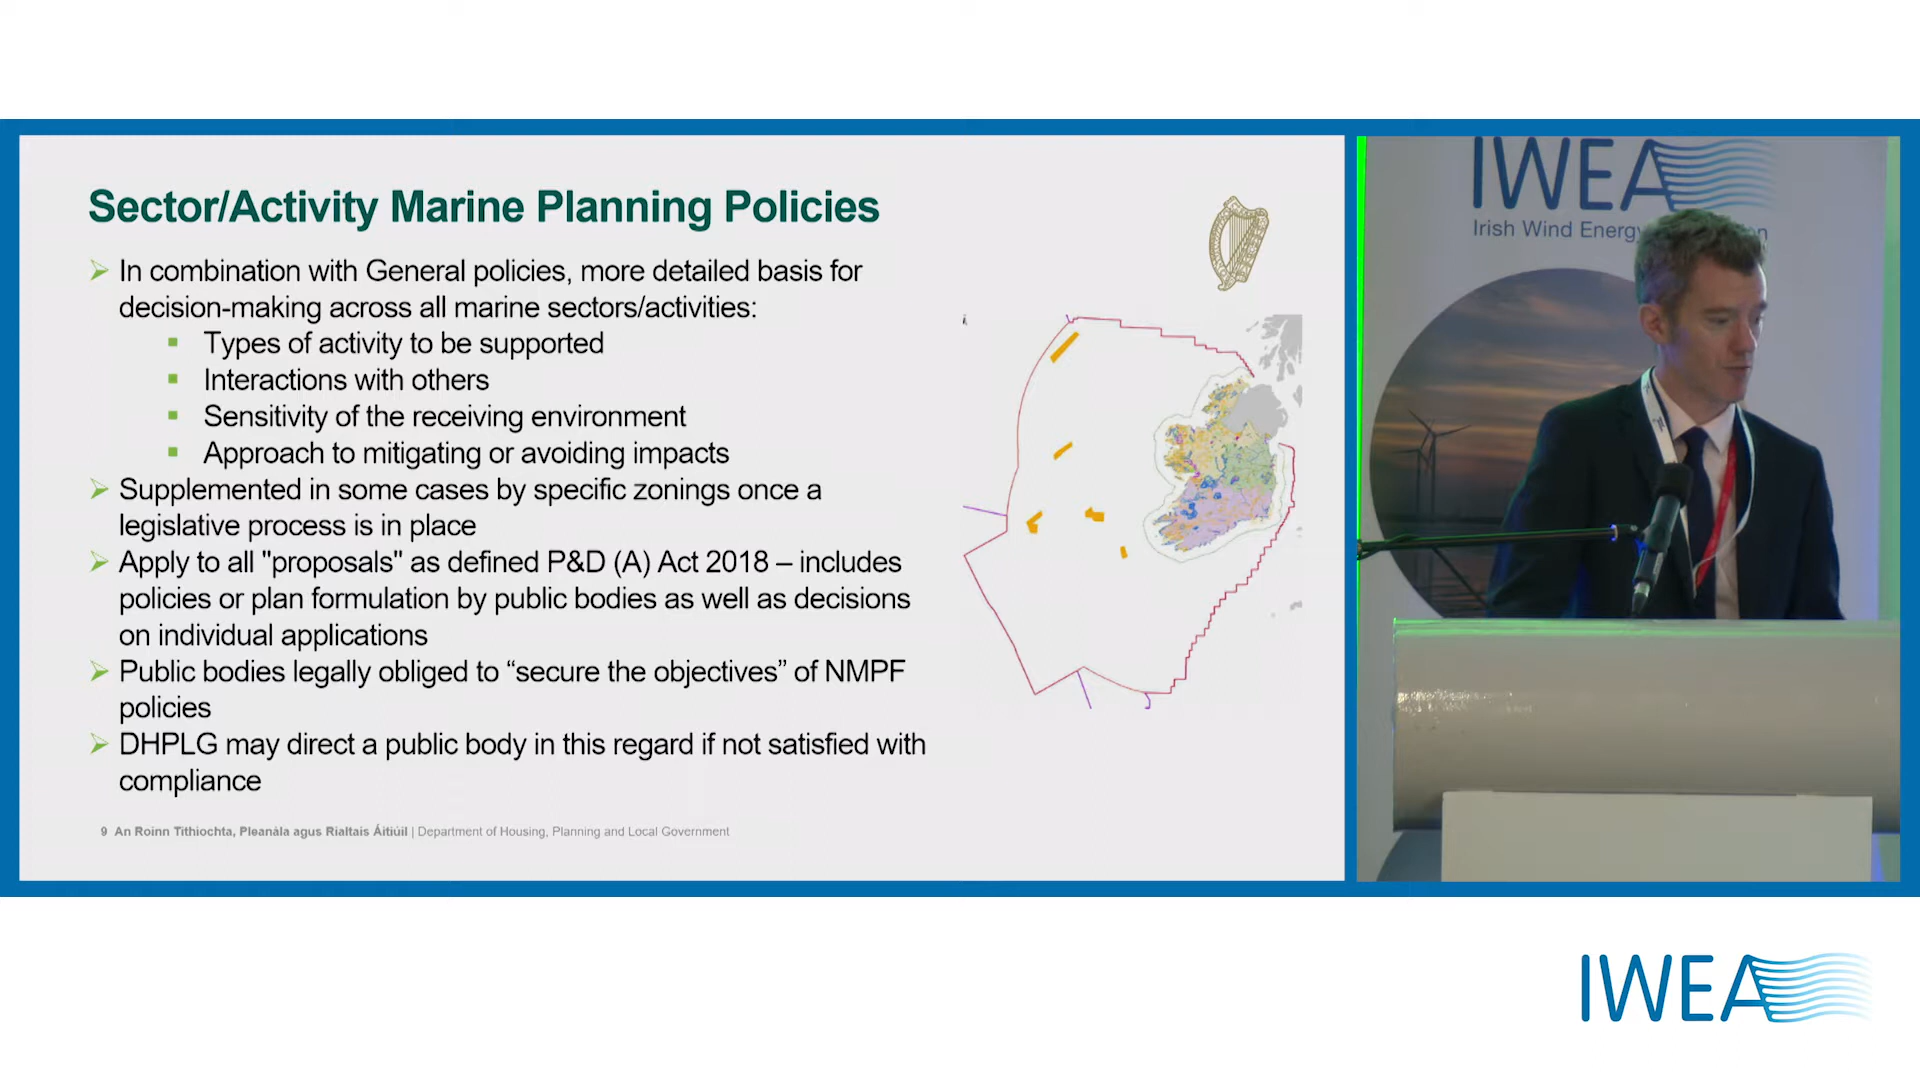 Sector/Activity Marine Planning Policies
In combination with General policies, more detailed basis for
decision-making across all marine sectors/activities:
Types of activity to be supported
Interactions with others
Sensitivity of the receiving environment
Approach to mitigating or avoiding impacts
Supplemented in some cases by specific zonings once a
legislative process is in place
Apply to all "proposals" as defined P&D (A) Act 2018 – includes
policies or plan formulation by public bodies as well as decisions
on individual applications
Public bodies legally obliged to “secure the objectives” of NMPF
policies
DHPLG may direct a public body in this regard if not satisfied with
compliance
9 An Roinn Tithíochta, Pleanála agus Rialtais Áitiúil | Department of Housing, Planning and Local Government
IWEA
Irish Wind Energy
IWEA